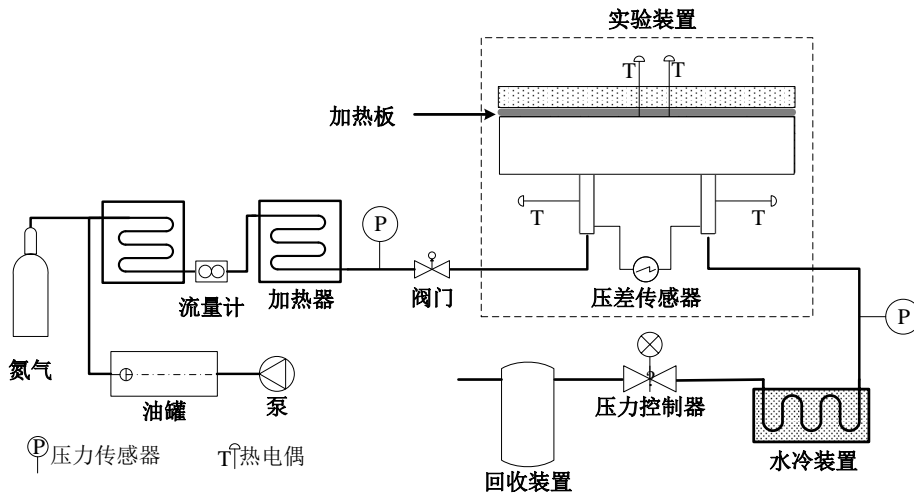 实验装置
T
T
加热板
T
T
P
P
流量计
加热器
阀门
压差传感器
氮气
油罐
泵
压力控制器
P
压力传感器
T
热电偶
回收装置
水冷装置